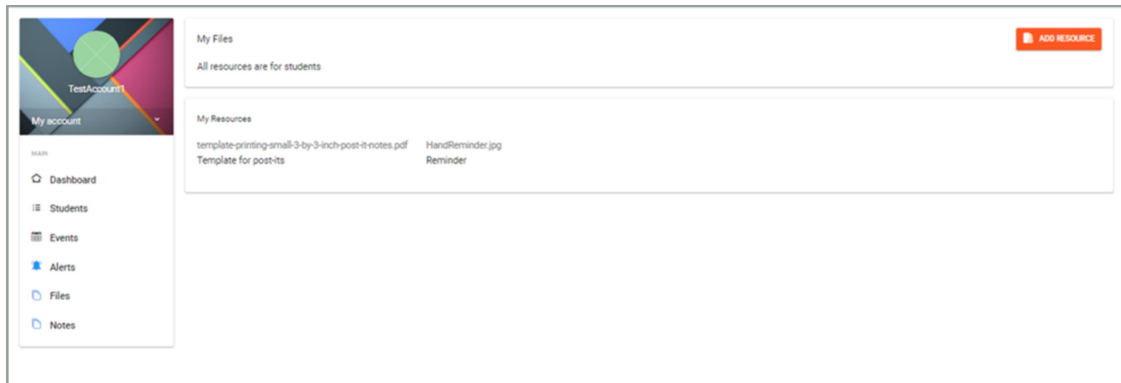 TestAccount1
My account
MAIN
Dashboard
Students
Events
Alerts
Files
Notes
My Files
ADD RESOURCE
All resources are for students
My Resources
template-printing-small-3-by-3-inch-post-it-notes.pdf HandReminder.jpg
Template for post-its Reminder